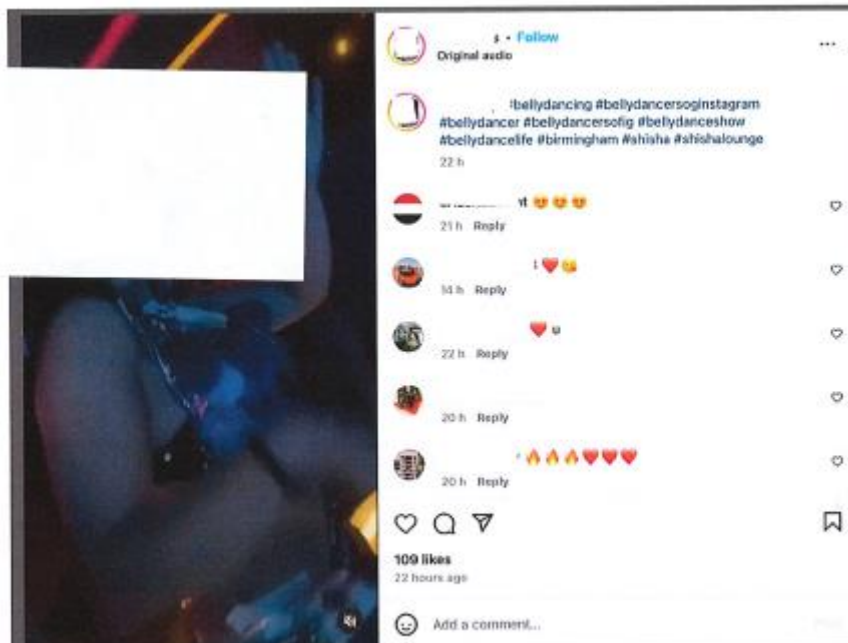 • Follow
Original audio
#bellydancing #bellydancersoginstagram
#bellydancer #bellydancersofig #bellydanceshow
#bellydancelife #birmingham #shisha #shishalounge
22 h
😍😍😍
21 h Reply
❤️😘
14 h Reply
❤️
22 h Reply
20 h Reply
🔥🔥🔥❤️❤️❤️
20 h Reply
109 likes
22 hours ago
Add a comment...